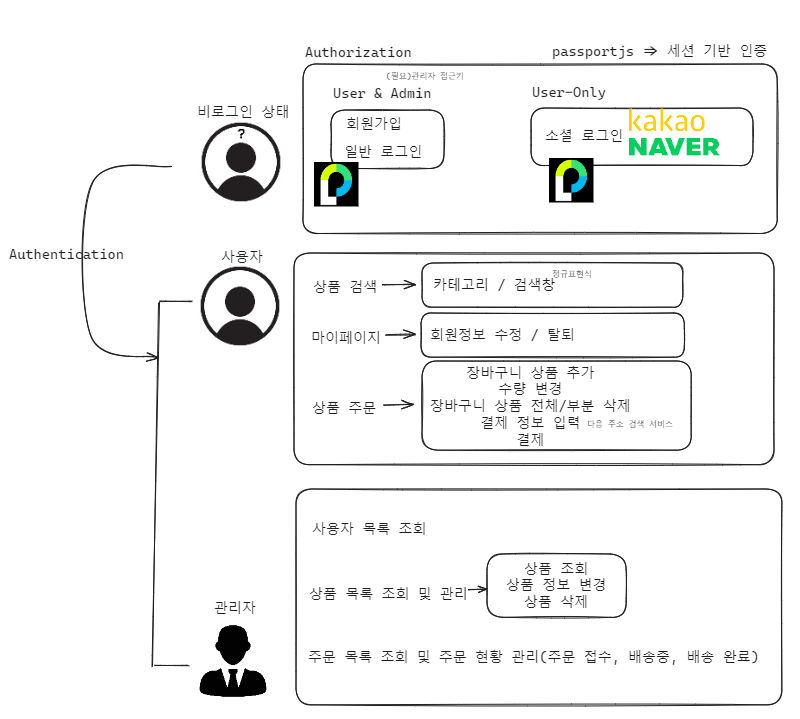 Authorization
passportjs ⇒ 세션 기반 인증
(필요)관리자 접근키
User & Admin
User-Only
비로그인 상태
?
회원가입
일반 로그인
소셜 로그인
kakao
NAVER
Authentication
사용자
상품 검색
카테고리 / 검색창
정규표현식
마이페이지
회원정보 수정 / 탈퇴
상품 주문
장바구니 상품 추가
수량 변경
장바구니 상품 전체/부분 삭제
결제 정보 입력 다음 주소 검색 서비스
결제
관리자
사용자 목록 조회
상품 목록 조회 및 관리
상품 조회
상품 정보 변경
상품 삭제
주문 목록 조회 및 주문 현황 관리(주문 접수, 배송중, 배송 완료)